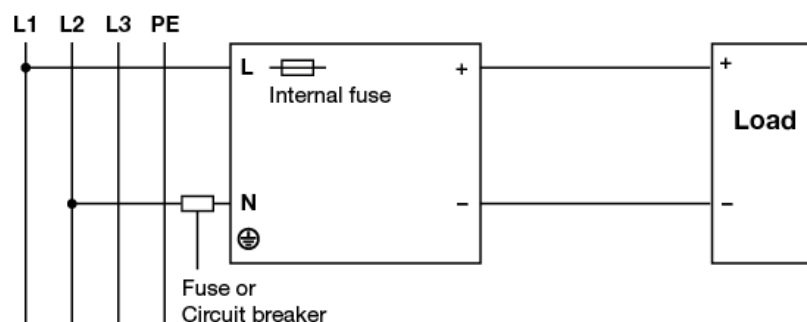 L1 L2 L3 PE
L
Internal fuse
+
+
Load
N
−
−
Fuse or
Circuit breaker